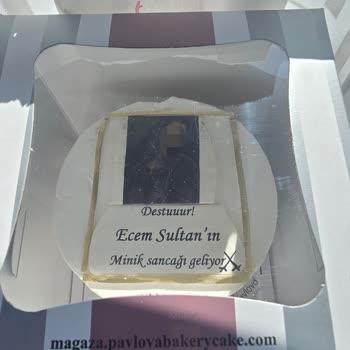 Destuuur!
Ecem Sultan'ın
Minik sancağı geliyor
magaza.pavlovabakerycake.com